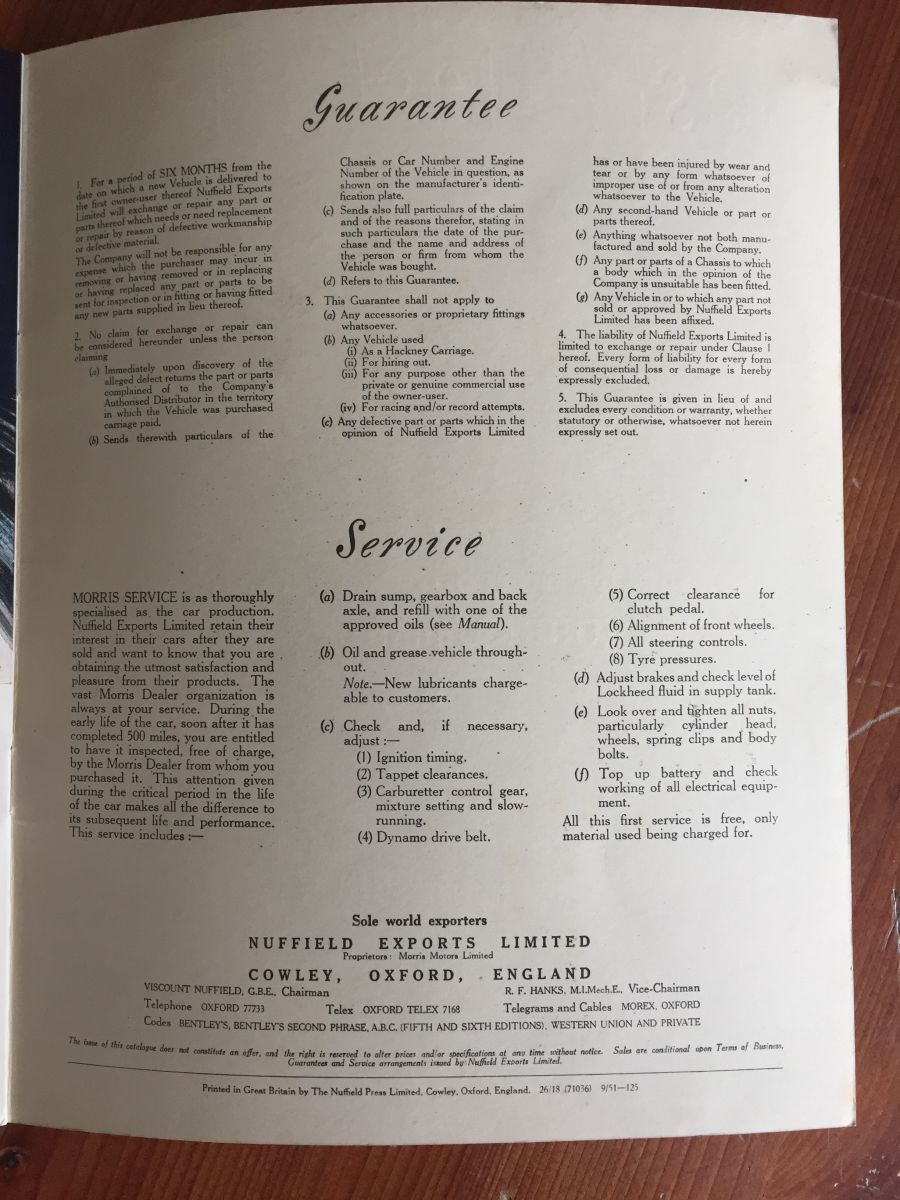 Guarantee
1. For a period of SIX MONTHS from the
date on which a new Vehicle is delivered to
the first owner-user thereof Nuffield Exports
Limited will exchange or repair any part or
parts thereof which needs or need replacement
or repair by reason of defective workmanship
or defective material.
The Company will not be responsible for any
expense which the purchaser may incur in
removing or having removed or in replacing
or having replaced any part or parts to be
sent for inspection or in fitting or having fitted
any new parts supplied in lieu thereof.
2. No claim for exchange or repair can
be considered hereunder unless the person
claiming
(a) Immediately upon discovery of the
alleged defect returns the part or parts
complained of to the Company's
Authorised Distributor in the territory
in which the Vehicle was purchased
carriage paid.
(b) Sends therewith particulars of the
Chassis or Car Number and Engine
Number of the Vehicle in question, as
shown on the manufacturer's identi-
fication plate.
(c) Sends also full particulars of the claim
and of the reasons therefor, stating in
such particulars the date of the pur-
chase and the name and address of
the person or firm from whom the
Vehicle was bought.
(d) Refers to this Guarantee.
3. This Guarantee shall not apply to
(a) Any accessories or proprietary fittings
whatsoever.
(b) Any Vehicle used
(i) As a Hackney Carriage.
(ii) For hiring out.
(iii) For any purpose other than the
private or genuine commercial use
of the owner-user.
(iv) For racing and/or record attempts.
(c) Any defective part or parts which in the
opinion of Nuffield Exports Limited
has or have been injured by wear and
tear or by any form whatsoever of
improper use of or from any alteration
whatsoever to the Vehicle.
(d) Any second-hand Vehicle or part or
parts thereof.
(e) Anything whatsoever not both manu-
factured and sold by the Company.
(f) Any part or parts of a Chassis to which
a body which in the opinion of the
Company is unsuitable has been fitted.
(g) Any Vehicle in or to which any part not
sold or approved by Nuffield Exports
Limited has been affixed.
4. The liability of Nuffield Exports Limited is
limited to exchange or repair under Clause 1
hereof. Every form of liability for every form
of consequential loss or damage is hereby
expressly excluded.
5. This Guarantee is given in lieu of and
excludes every condition or warranty, whether
statutory or otherwise, whatsoever not herein
expressly set out.
Service
MORRIS SERVICE is as thoroughly
specialised as the car production.
Nuffield Exports Limited retain their
interest in their cars after they are
sold and want to know that you are
obtaining the utmost satisfaction and
pleasure from their products. The
vast Morris Dealer organization is
always at your service. During the
early life of the car, soon after it has
completed 500 miles, you are entitled
to have it inspected, free of charge,
by the Morris Dealer from whom you
purchased it. This attention given
during the critical period in the life
of the car makes all the difference to
its subsequent life and performance.
This service includes :—
(a) Drain sump, gearbox and back
axle, and refill with one of the
approved oils (see Manual).
(b) Oil and grease vehicle through-
out.
Note.—New lubricants charge-
able to customers.
(c) Check and, if necessary,
adjust :—
(1) Ignition timing.
(2) Tappet clearances.
(3) Carburetter control gear,
mixture setting and slow-
running.
(4) Dynamo drive belt.
(5) Correct clearance for
clutch pedal.
(6) Alignment of front wheels.
(7) All steering controls.
(8) Tyre pressures.
(d) Adjust brakes and check level of
Lockheed fluid in supply tank.
(e) Look over and tighten all nuts,
particularly cylinder head,
wheels, spring clips and body
bolts.
(f) Top up battery and check
working of all electrical equip-
ment.
All this first service is free, only
material used being charged for.
Sole world exporters
NUFFIELD EXPORTS LIMITED
Proprietors: Morris Motors Limited
COWLEY, OXFORD, ENGLAND
VISCOUNT NUFFIELD, G.B.E., Chairman R. F. HANKS, M.I.Mech.E., Vice-Chairman
Telephone OXFORD 77733 Telex OXFORD TELEX 7168 Telegrams and Cables MOREX, OXFORD
Codes BENTLEY'S, BENTLEY'S SECOND PHRASE, A.B.C. (FIFTH AND SIXTH EDITIONS), WESTERN UNION AND PRIVATE
The issue of this catalogue does not constitute an offer, and the right is reserved to alter prices and/or specifications at any time without notice. Sales are conditional upon Terms of Business,
Guarantees and Service arrangements issued by Nuffield Exports Limited.
Printed in Great Britain by The Nuffield Press Limited, Cowley, Oxford, England. 26/18 (71036) 9/51—125